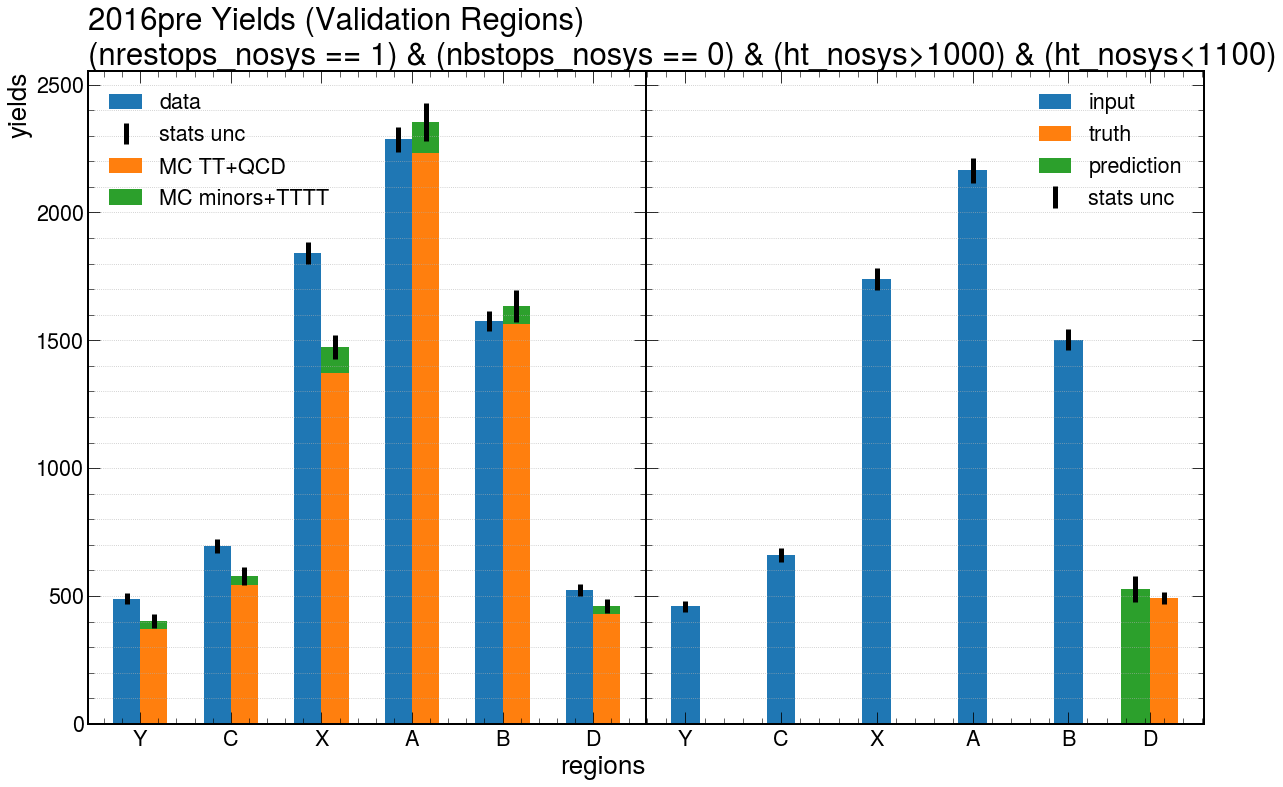 2016pre Yields (Validation Regions)
(nrestops_nosys == 1) & (nbstops_nosys == 0) & (ht_nosys>1000) & (ht_nosys<1100)
yields
2500
2000
1500
1000
500
0
data
stats unc
MC TT+QCD
MC minors+TTTT
input
truth
prediction
stats unc
Y C X A B D
Y C X A B D
regions